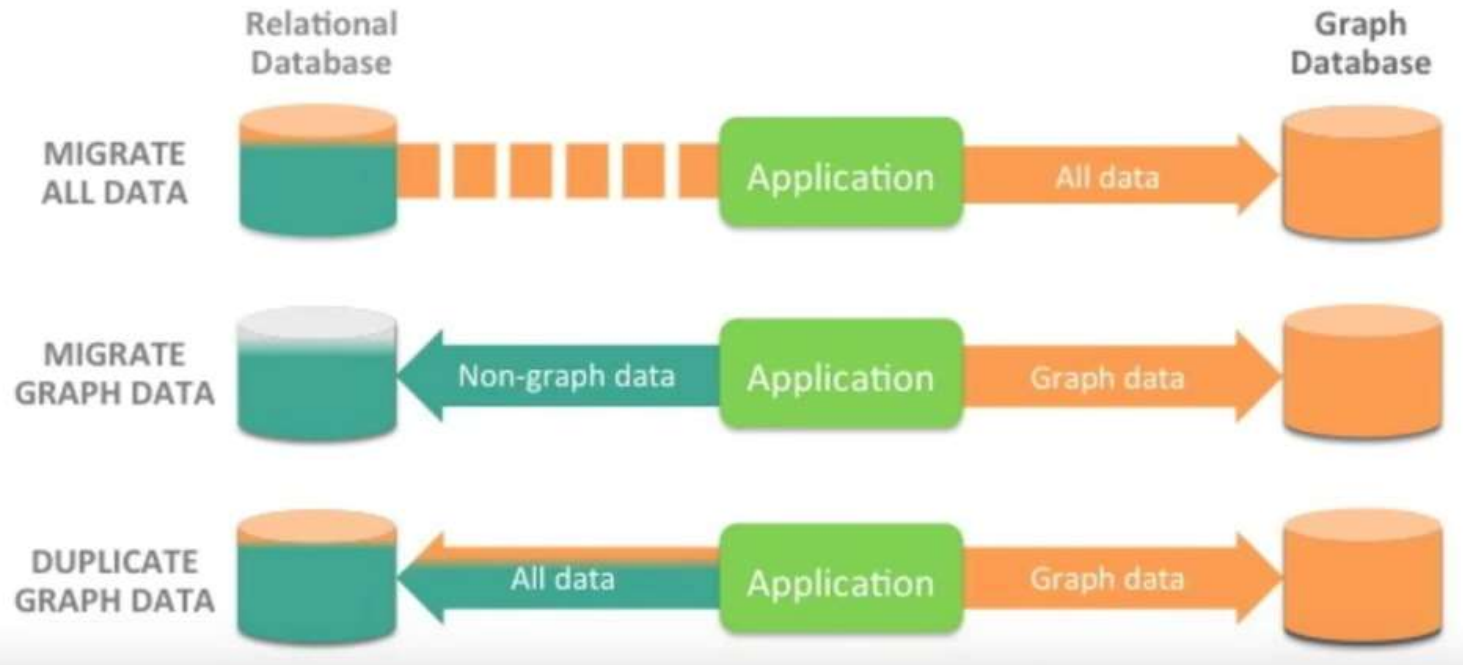 Relational
Database
Graph
Database
MIGRATE
ALL DATA
Application
All data
MIGRATE
GRAPH DATA
Non-graph data
Application
Graph data
DUPLICATE
GRAPH DATA
All data
Application
Graph data